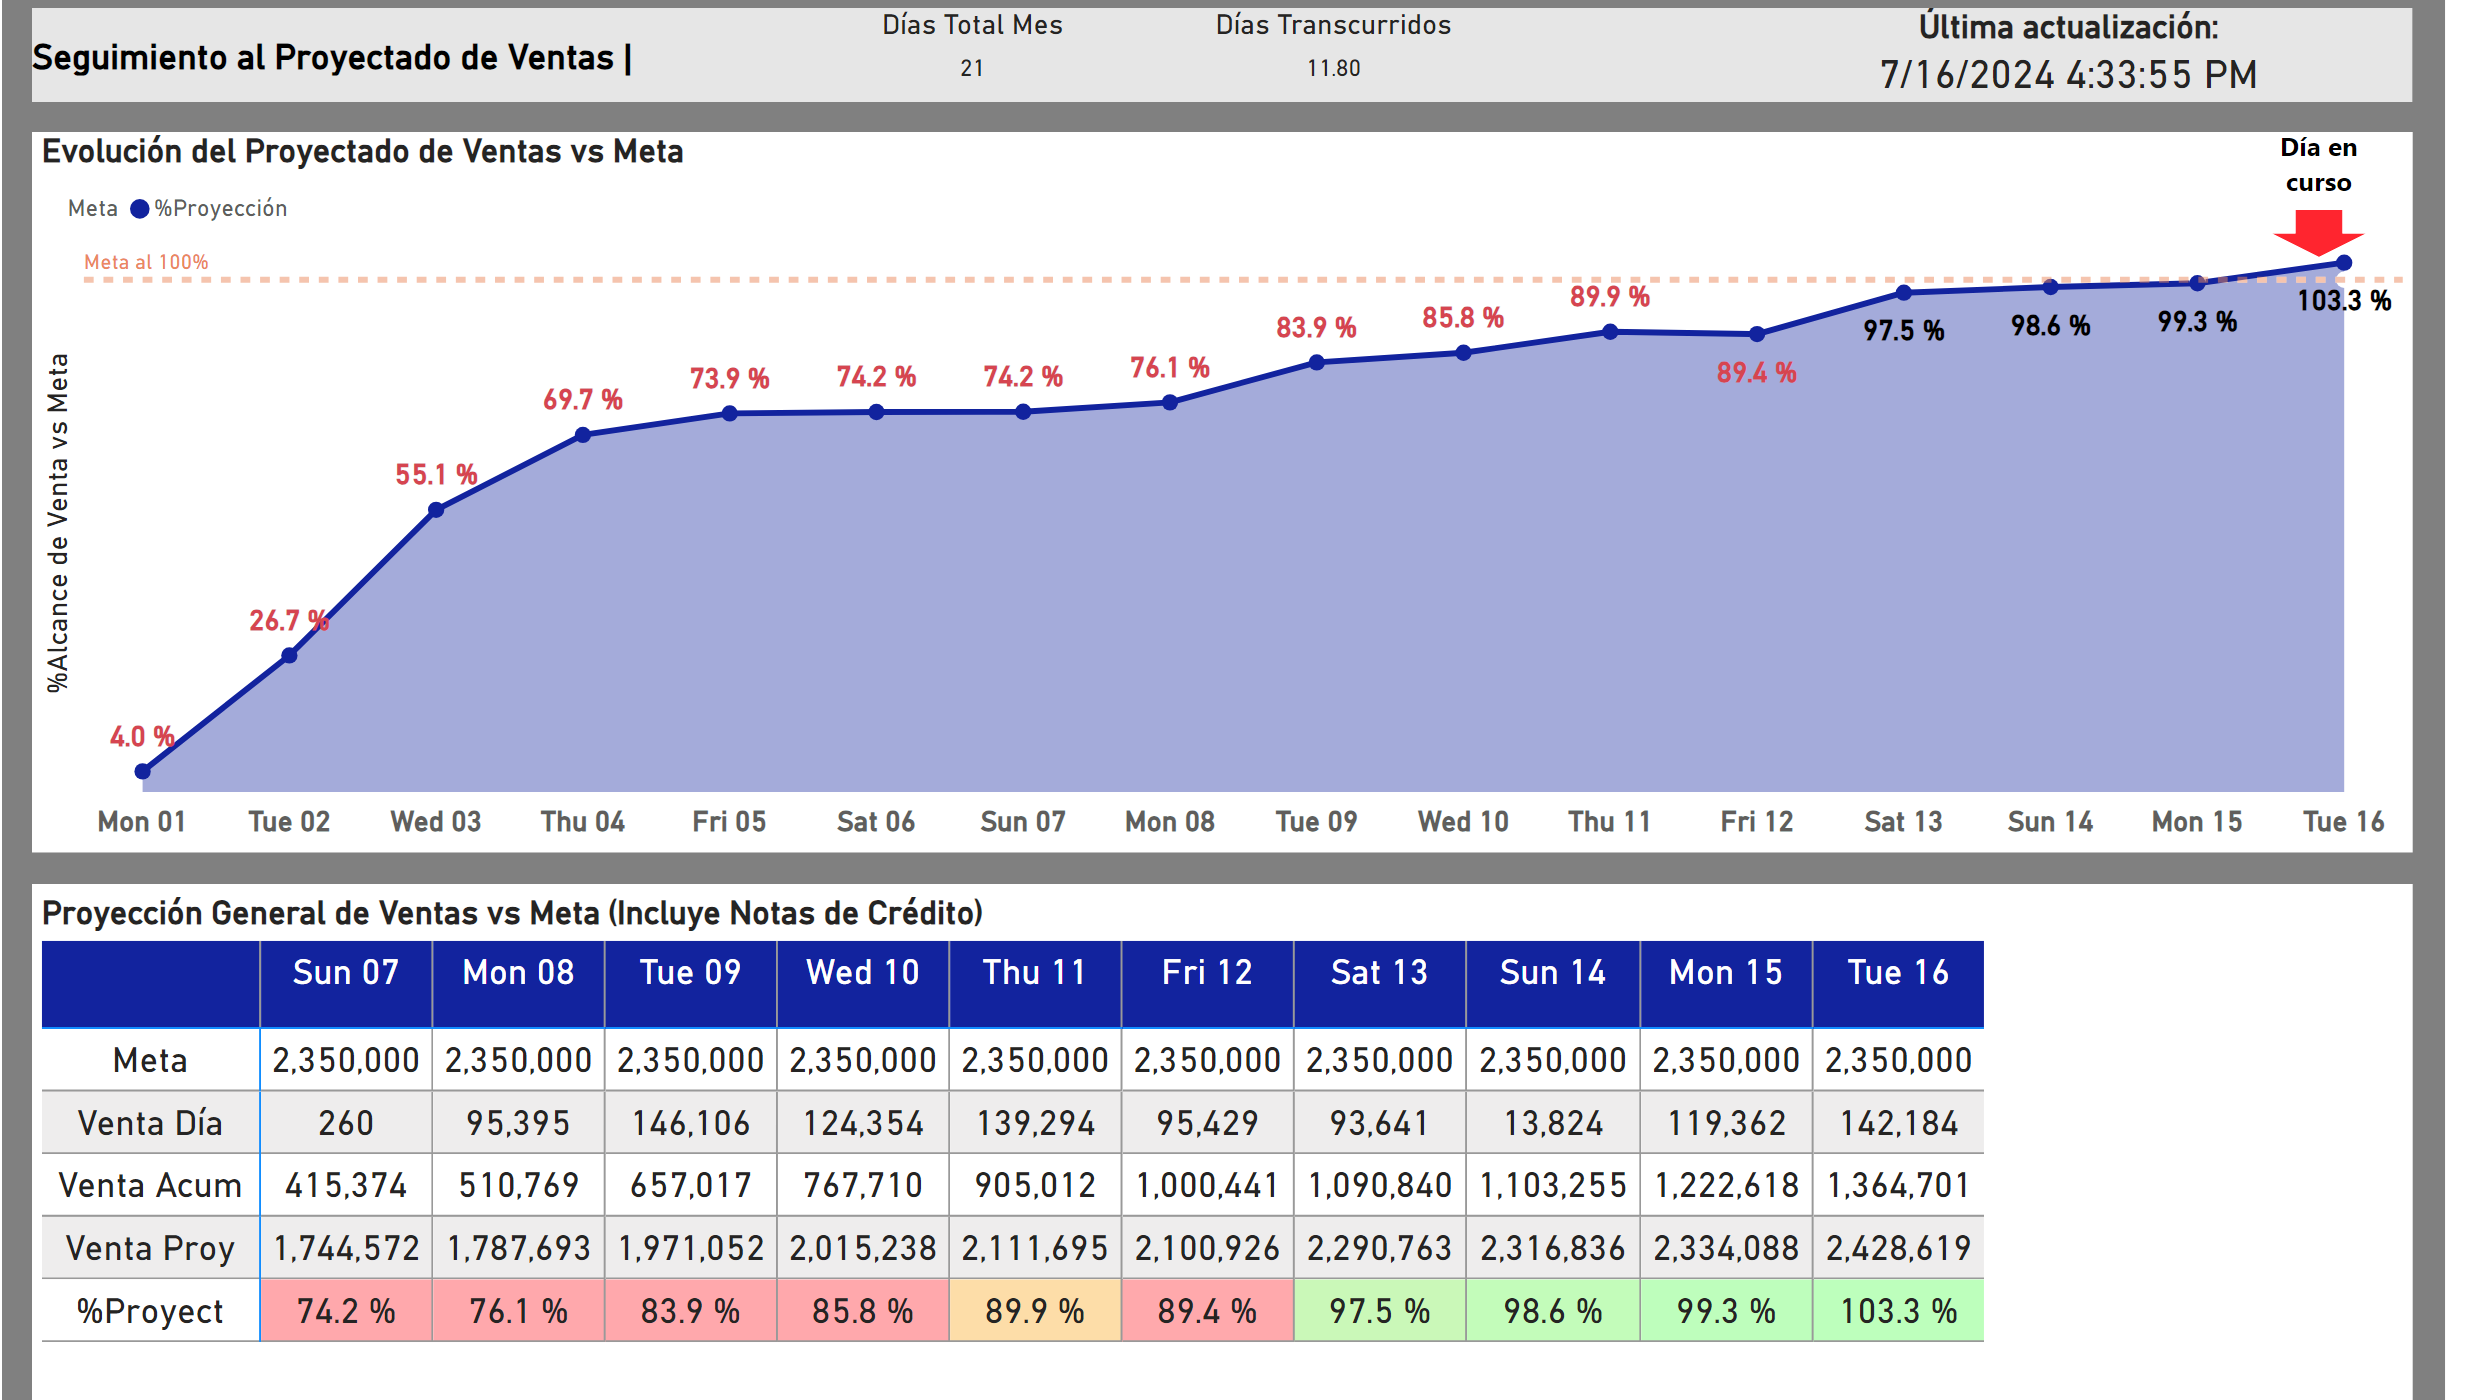 Días Total Mes Días Transcurridos Última actualización:
Seguimiento al Proyectado de Ventas |
21 11.80 7/16/2024 4:33:55 PM
Evolución del Proyectado de Ventas vs Meta
Día en
curso
Meta %Proyección
Meta al 100%
%Alcance de Venta vs Meta
4.0 % 26.7 % 55.1 % 69.7 % 73.9 % 74.2 % 74.2 % 76.1 % 83.9 % 85.8 % 89.9 % 89.4 % 97.5 % 98.6 % 99.3 % 103.3 %
Mon 01 Tue 02 Wed 03 Thu 04 Fri 05 Sat 06 Sun 07 Mon 08 Tue 09 Wed 10 Thu 11 Fri 12 Sat 13 Sun 14 Mon 15 Tue 16
Proyección General de Ventas vs Meta (Incluye Notas de Crédito)
Sun 07 Mon 08 Tue 09 Wed 10 Thu 11 Fri 12 Sat 13 Sun 14 Mon 15 Tue 16
Meta 2,350,000 2,350,000 2,350,000 2,350,000 2,350,000 2,350,000 2,350,000 2,350,000 2,350,000 2,350,000
Venta Día 260 95,395 146,106 124,354 139,294 95,429 93,641 13,824 119,362 142,184
Venta Acum 415,374 510,769 657,017 767,710 905,012 1,000,441 1,090,840 1,103,255 1,222,618 1,364,701
Venta Proy 1,744,572 1,787,693 1,971,052 2,015,238 2,111,695 2,100,926 2,290,763 2,316,836 2,334,088 2,428,619
%Proyect 74.2 % 76.1 % 83.9 % 85.8 % 89.9 % 89.4 % 97.5 % 98.6 % 99.3 % 103.3 %